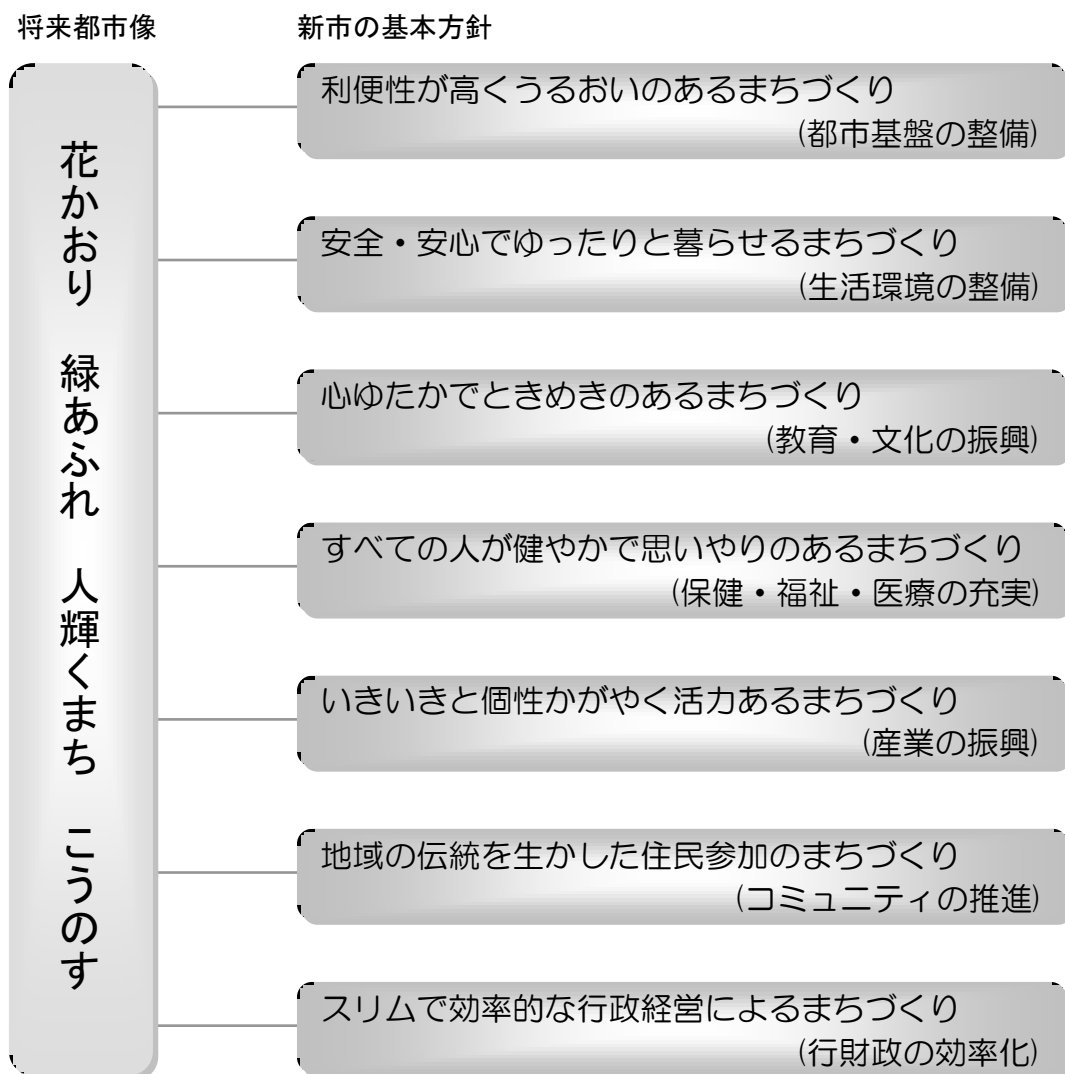 将来都市像
新市の基本方針
花かおり 緑あふれ 人輝くまち こうのす
利便性が高くうるおいのあるまちづくり
(都市基盤の整備)
安全・安心でゆったりと暮らせるまちづくり
(生活環境の整備)
心ゆたかでときめきのあるまちづくり
(教育・文化の振興)
すべての人が健やかで思いやりのあるまちづくり
(保健・福祉・医療の充実)
いきいきと個性かがやく活力あるまちづくり
(産業の振興)
地域の伝統を生かした住民参加のまちづくり
(コミュニティの推進)
スリムで効率的な行政経営によるまちづくり
(行財政の効率化)